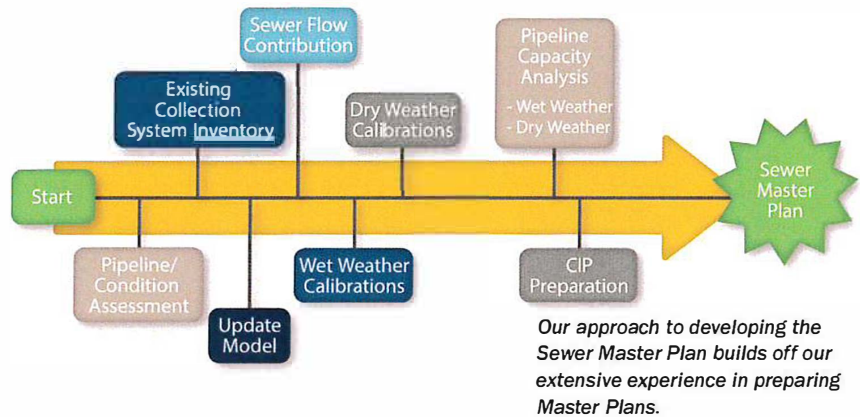 Sewer Flow
Contribution
Pipeline
Capacity
Analysis
- Wet Weather
- Dry Weather
Existing
Collection
System Inventory
Dry Weather
Calibrations
Start
Sewer
Master
Plan
Pipeline/
Condition
Assessment
Update
Model
Wet Weather
Calibrations
CIP
Preparation
Our approach to developing the
Sewer Master Plan builds off our
extensive experience in preparing
Master Plans.